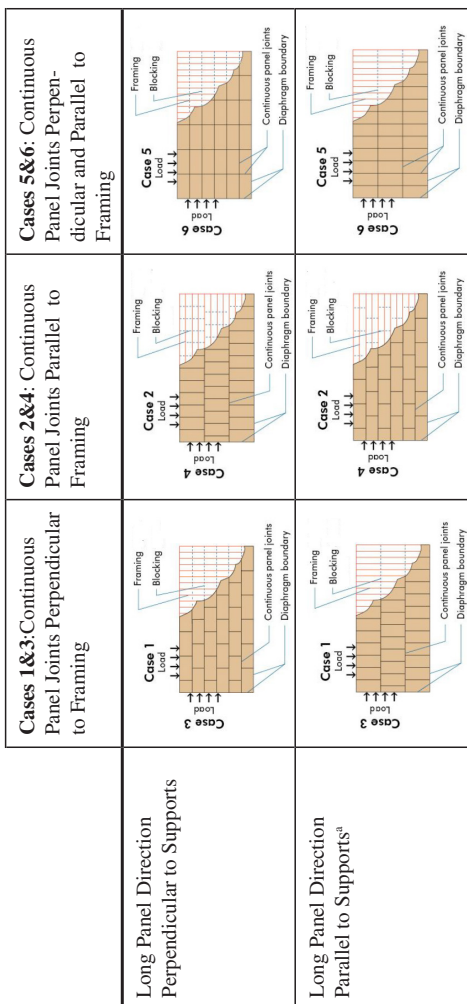 Cases 1&3:Continuous
Panel Joints Perpendicular
to Framing
Cases 2&4: Continuous
Panel Joints Parallel to
Framing
Cases 5&6: Continuous
Panel Joints Perpen-
dicular and Parallel to
Framing
Long Panel Direction
Perpendicular to Supports
Framing
Blocking
Case 1
Load
Load
Case 3
Continuous panel joints
Diaphragm boundary
Framing
Blocking
Case 2
Load
Load
Case 4
Continuous panel joints
Diaphragm boundary
Framing
Blocking
Case 5
Load
Load
Case 6
Continuous panel joints
Diaphragm boundary
Long Panel Direction
Parallel to Supportsᵃ
Framing
Blocking
Case 1
Load
Load
Case 3
Continuous panel joints
Diaphragm boundary
Framing
Blocking
Case 2
Load
Load
Case 4
Continuous panel joints
Diaphragm boundary
Framing
Blocking
Case 5
Load
Load
Case 6
Continuous panel joints
Diaphragm boundary